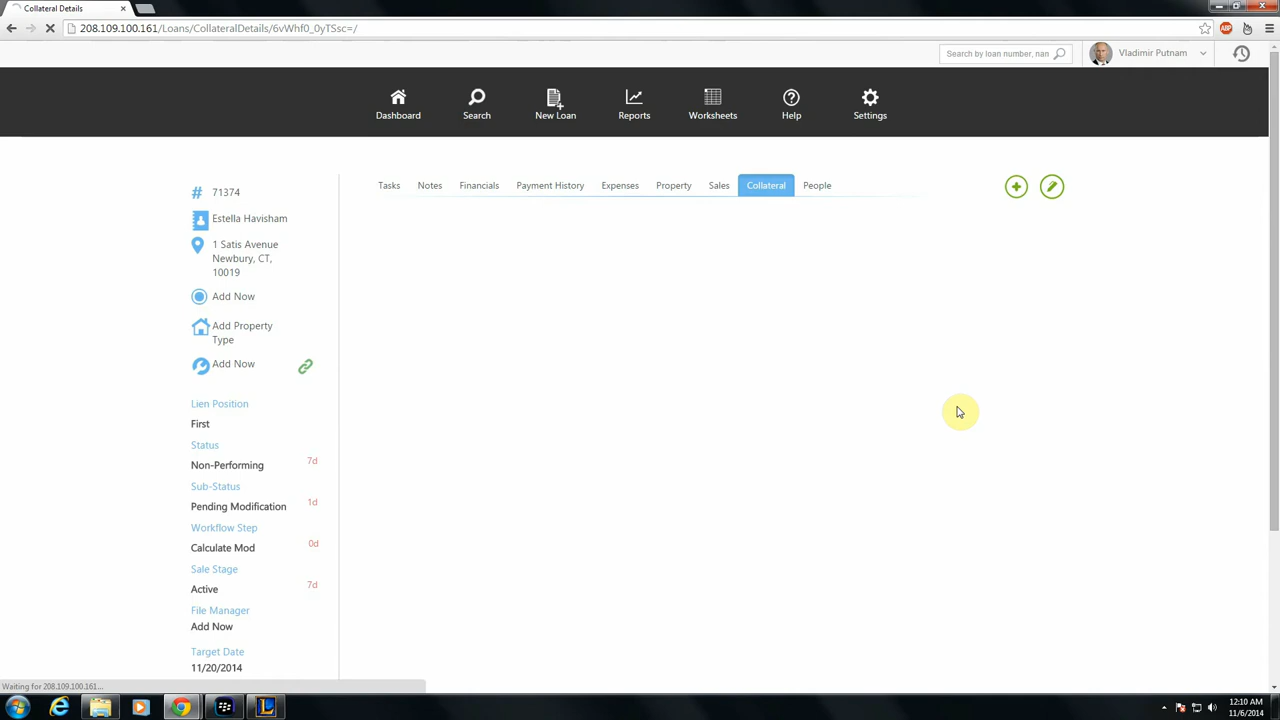 Collateral Details
208.109.100.161/Loans/CollateralDetails/6vWhf0_0yTSsc=/
ABP
Search by loan number, nan
Vladimir Putnam
Dashboard
Search
New Loan
Reports
Worksheets
Help
Settings
# 71374
Tasks
Notes
Financials
Payment History
Expenses
Property
Sales
Collateral
People
Estella Havisham
1 Satis Avenue
Newbury, CT,
10019
Add Now
Add Property
Type
Add Now
Lien Position
First
Status
Non-Performing 7d
Sub-Status
Pending Modification 1d
Workflow Step
Calculate Mod 0d
Sale Stage
Active 7d
File Manager
Add Now
Target Date
11/20/2014
Waiting for 208.109.100.161...
12:10 AM
11/6/2014